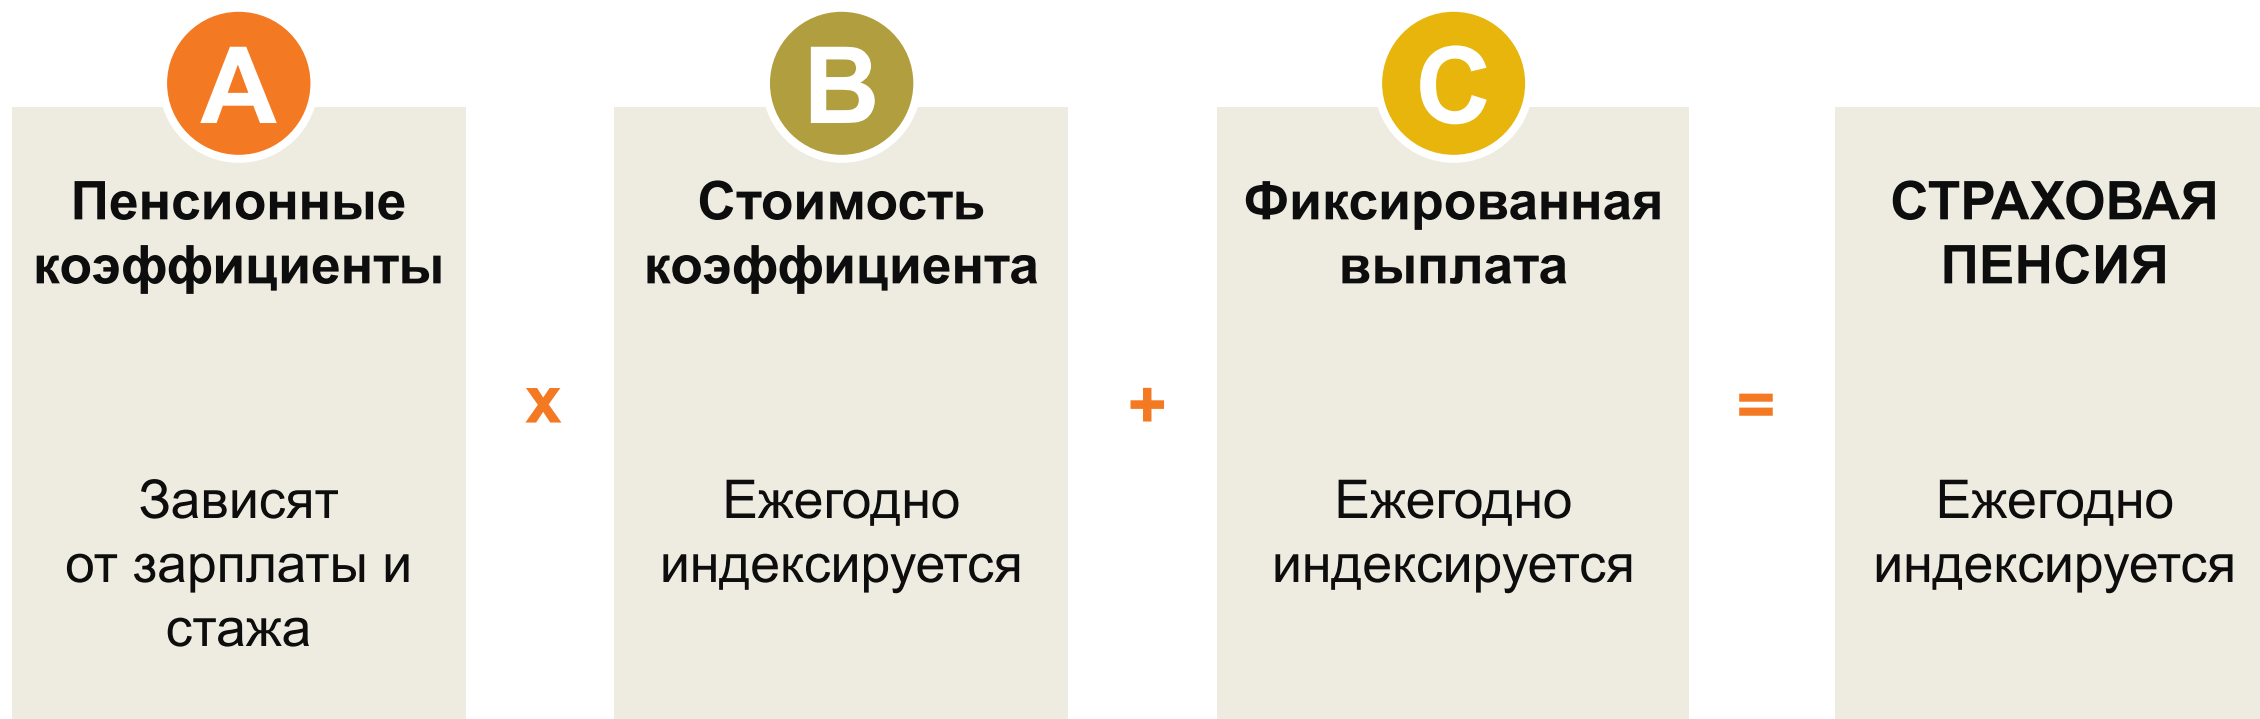 A
Пенсионные
коэффициенты
Зависят
от зарплаты и
стажа
x
B
Стоимость
коэффициента
Ежегодно
индексируется
+
C
Фиксированная
выплата
Ежегодно
индексируется
=
СТРАХОВАЯ
ПЕНСИЯ
Ежегодно
индексируется